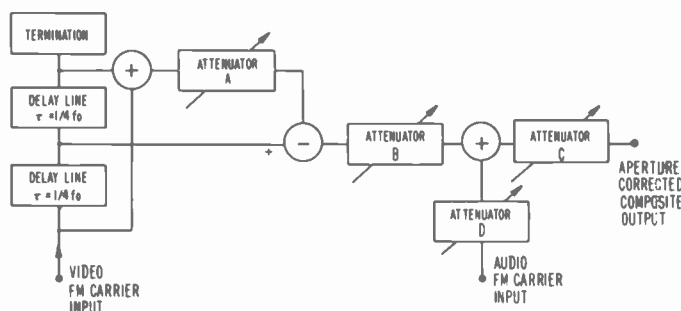 TERMINATION
+
ATTENUATOR
A
DELAY LINE
τ = 1/4 fo
+
−
ATTENUATOR
B
+
ATTENUATOR
C
DELAY LINE
τ = 1/4 fo
APERTURE
CORRECTED
COMPOSITE
OUTPUT
ATTENUATOR
D
VIDEO
FM CARRIER
INPUT
AUDIO
FM CARRIER
INPUT